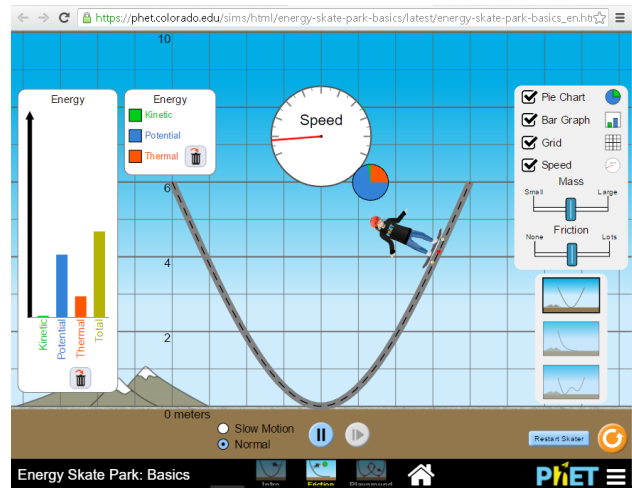 https://phet.colorado.edu/sims/html/energy-skate-park-basics/latest/energy-skate-park-basics_en.htm
10
Energy
Kinetic
Potential
Thermal
Total
Energy
Kinetic
Potential
Thermal
Speed
Pie Chart
Bar Graph
Grid
Speed
Mass
Small
Large
Friction
None
Lots
6
4
2
0 meters
Slow Motion
Normal
Restart Skater
Energy Skate Park: Basics
Intro
Friction
Playground
PhET